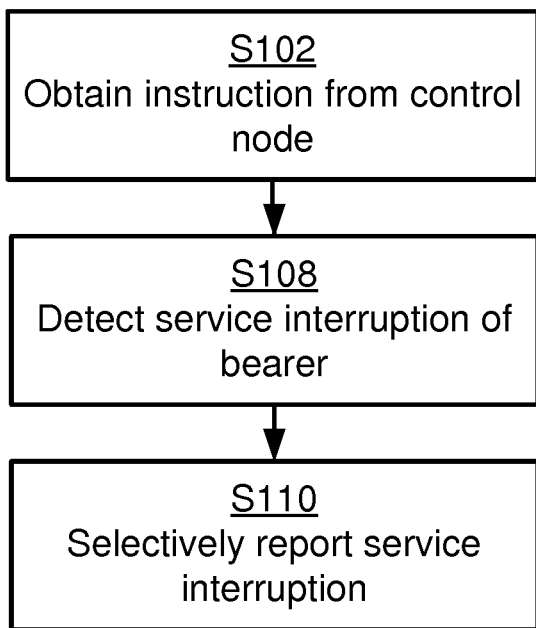 S102
Obtain instruction from control
node
S108
Detect service interruption of
bearer
S110
Selectively report service
interruption